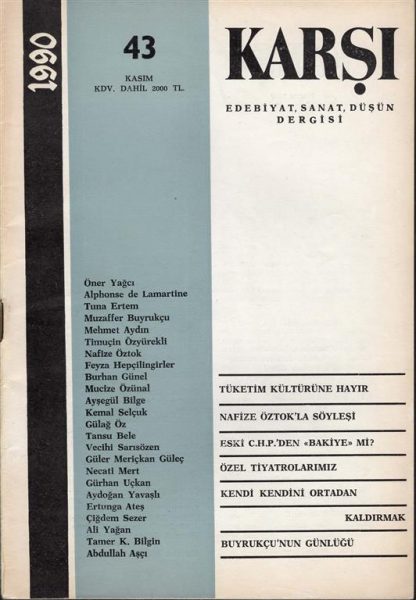 1990
43
KASIM
KDV. DAHİL 2000 TL.
KARŞI
EDEBİYAT, SANAT, DÜŞÜN
DERGİSİ
Öner Yağcı
Alphonse de Lamartine
Tuna Ertem
Muzaffer Buyrukçu
Mehmet Aydın
Timuçin Özyürekli
Nafize Öztok
Feyza Hepçilingirler
Burhan Günel
Mucize Özünal
Ayşegül Bilge
Kemal Selçuk
Gülağ Öz
Tansu Bele
Vecihi Sarısözen
Güler Meriçkan Güleç
Necati Mert
Gürhan Uçkan
Aydoğan Yavaşlı
Ertunga Ateş
Çiğdem Sezer
Ali Yağan
Tamer K. Bilgin
Abdullah Aşçı
TÜKETİM KÜLTÜRÜNE HAYIR
NAFİZE ÖZTOK'LA SÖYLEŞİ
ESKİ C.H.P.'DEN «BAKİYE» Mİ?
ÖZEL TİYATROLARIMIZ
KENDİ KENDİNİ ORTADAN
KALDIRMAK
BUYRUKÇU'NUN GÜNLÜĞÜ